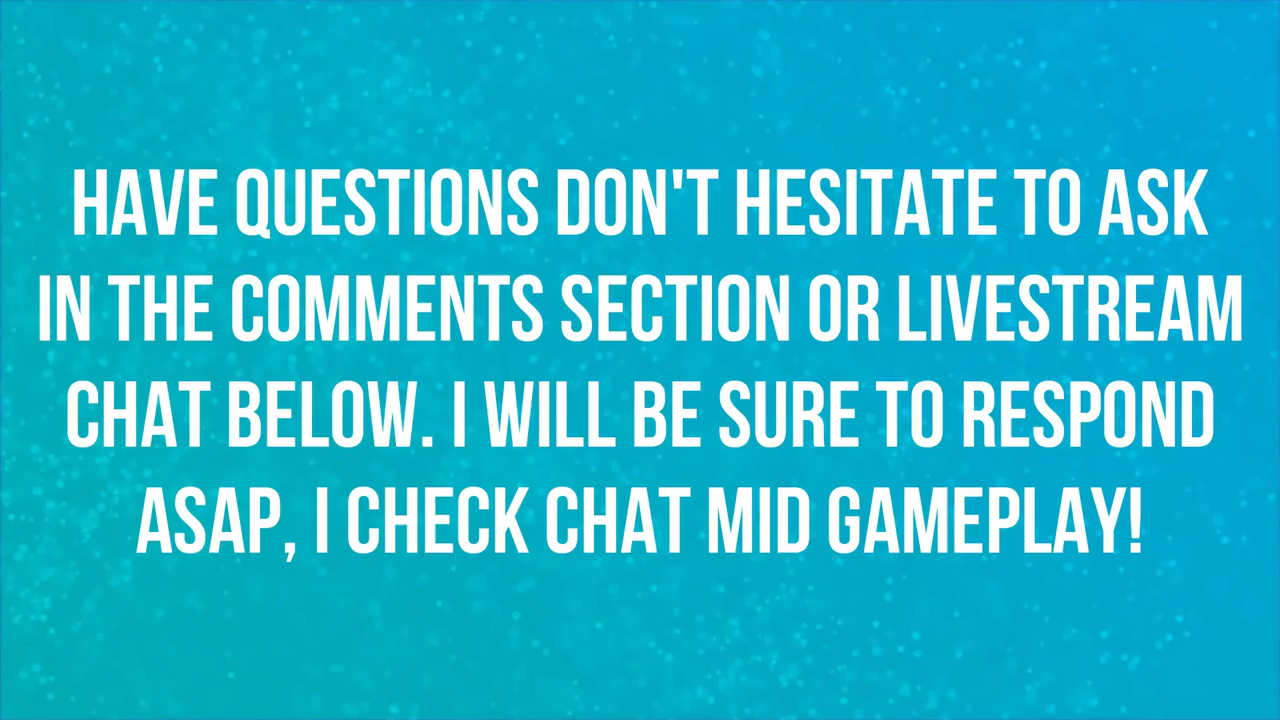 HAVE QUESTIONS DON'T HESITATE TO ASK
IN THE COMMENTS SECTION OR LIVESTREAM
CHAT BELOW. I WILL BE SURE TO RESPOND
ASAP, I CHECK CHAT MID GAMEPLAY!